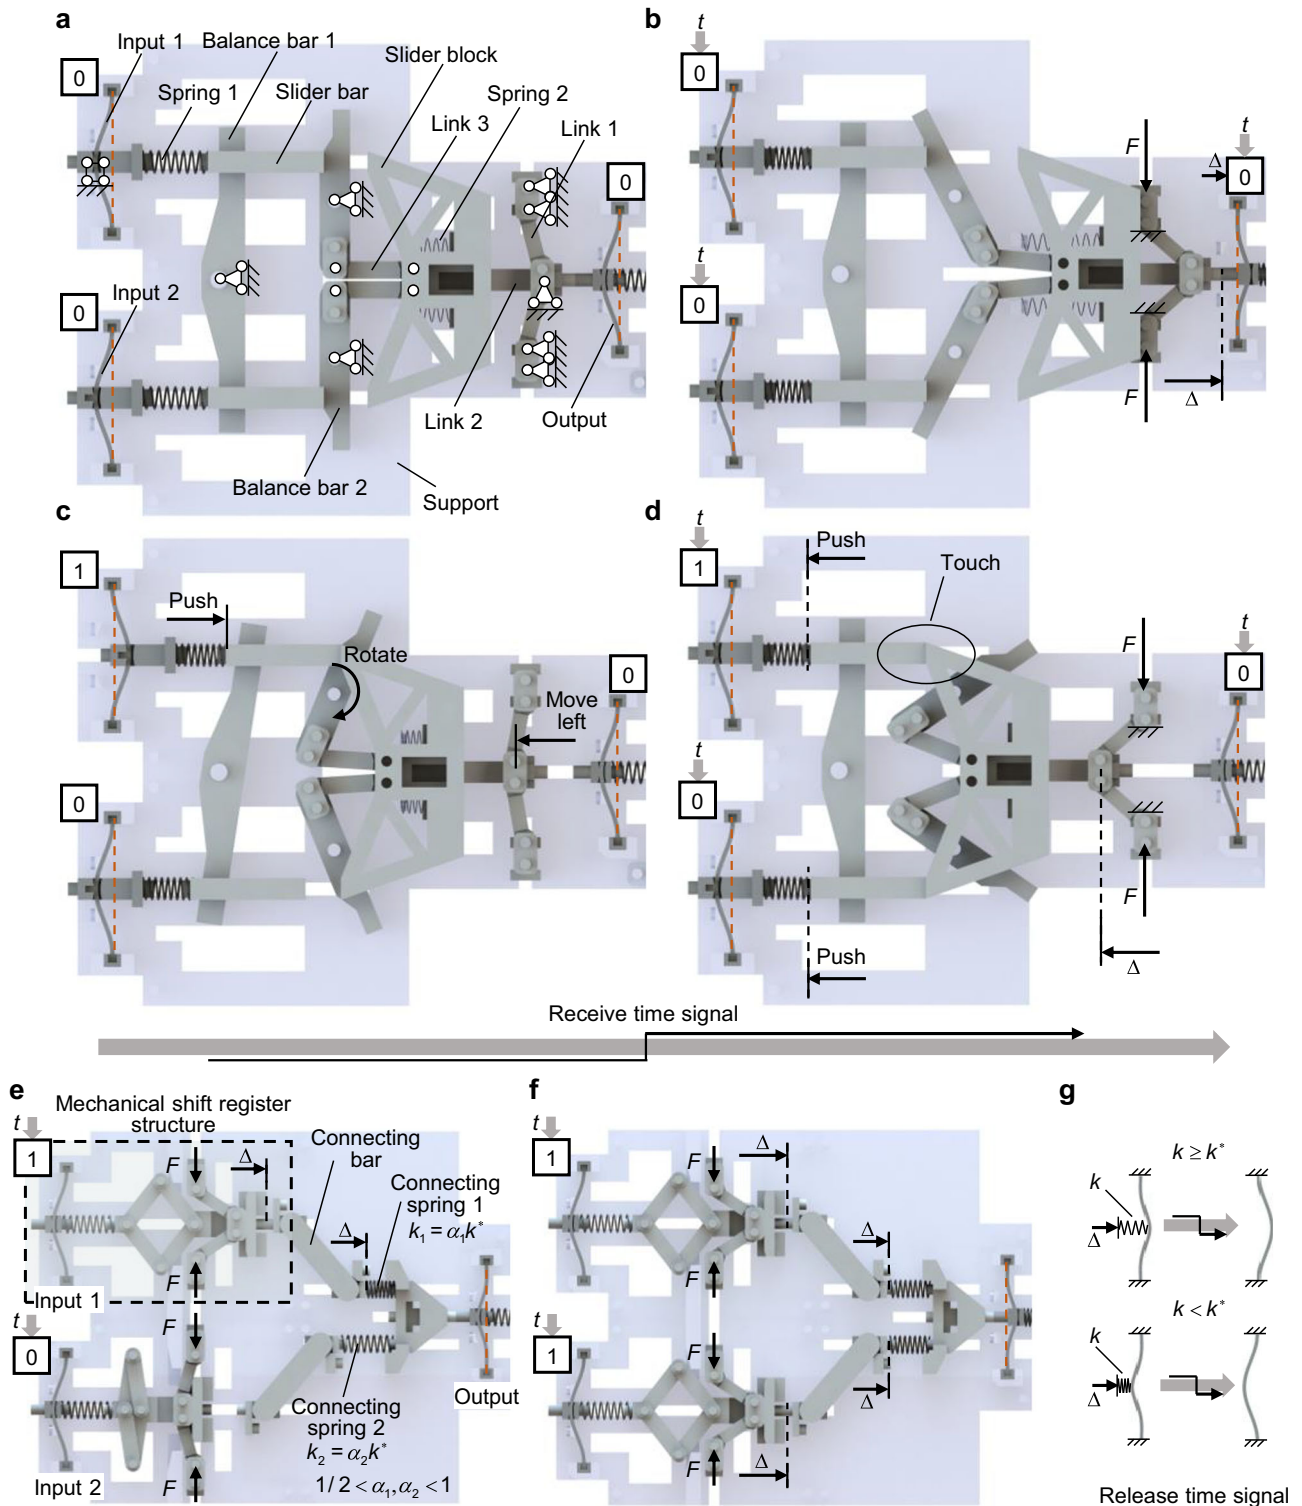 a
Input 1
Balance bar 1
Slider block
0
Spring 1
Slider bar
Spring 2
Link 3
Link 1
0
Input 2
0
Link 2
Output
Balance bar 2
Support
b
t
0
F
t
Δ
0
t
0
F
Δ
c
1
Push
Rotate
0
Move
left
0
d
t
1
Push
Touch
F
t
0
t
0
Push
F
Δ
Receive time signal
e
Mechanical shift register
structure
t
1
F
Δ
Connecting
bar
Connecting
spring 1
k₁ = α₁k*
Δ
F
Input 1
t
0
F
Output
Connecting
spring 2
k₂ = α₂k*
1/2 < α₁, α₂ < 1
Input 2
F
f
t
1
F
Δ
Δ
F
t
1
F
Δ
F
Δ
g
k ≥ k*
k
Δ
k < k*
k
Δ
Release time signal